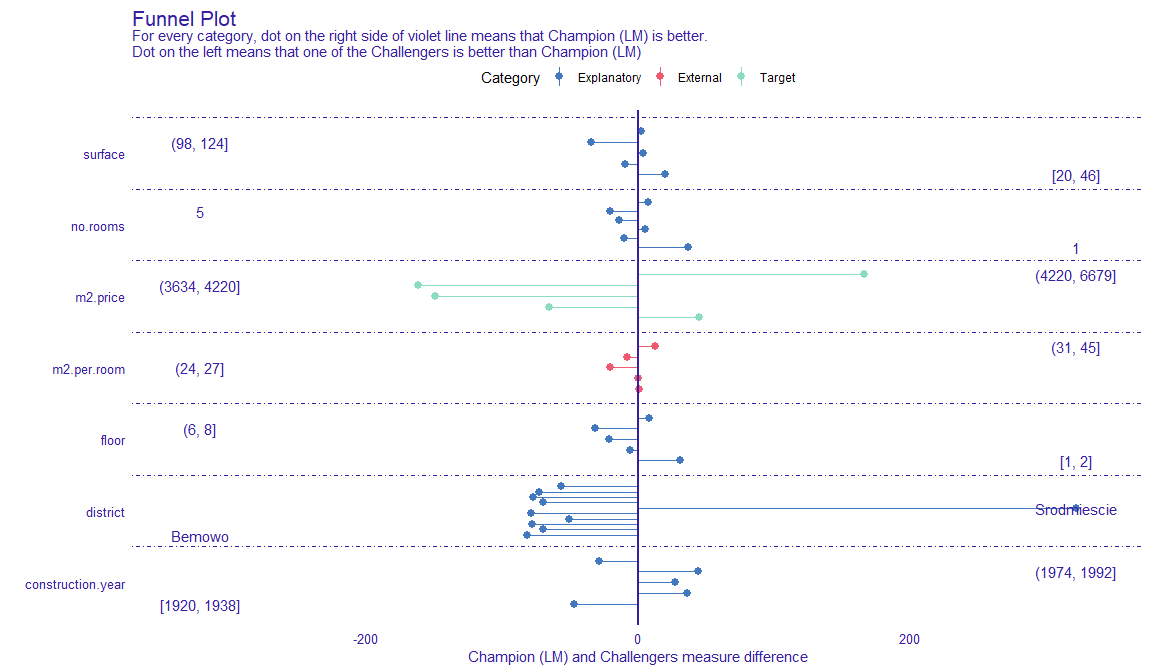 Funnel Plot
For every category, dot on the right side of violet line means that Champion (LM) is better.
Dot on the left means that one of the Challengers is better than Champion (LM)
Category Explanatory External Target
surface (98, 124] [20, 46]
no.rooms 5 1
m2.price (3634, 4220] (4220, 6679]
m2.per.room (24, 27] (31, 45]
floor (6, 8] [1, 2]
district Bemowo Srodmiescie
construction.year [1920, 1938] (1974, 1992]
-200 0 200
Champion (LM) and Challengers measure difference